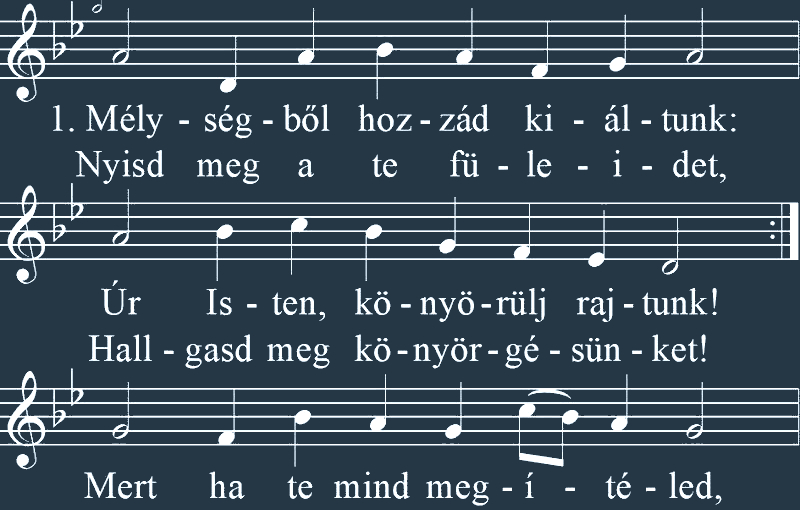 1. Mély - ség - ből hoz - zád ki - ál - tunk:
Nyisd meg a te fü - le - i - det,
Úr Is - ten, kö - nyö - rülj raj - tunk!
Hall - gasd meg kö - nyör - gé - sün - ket!
Mert ha te mind meg - í - té - led,